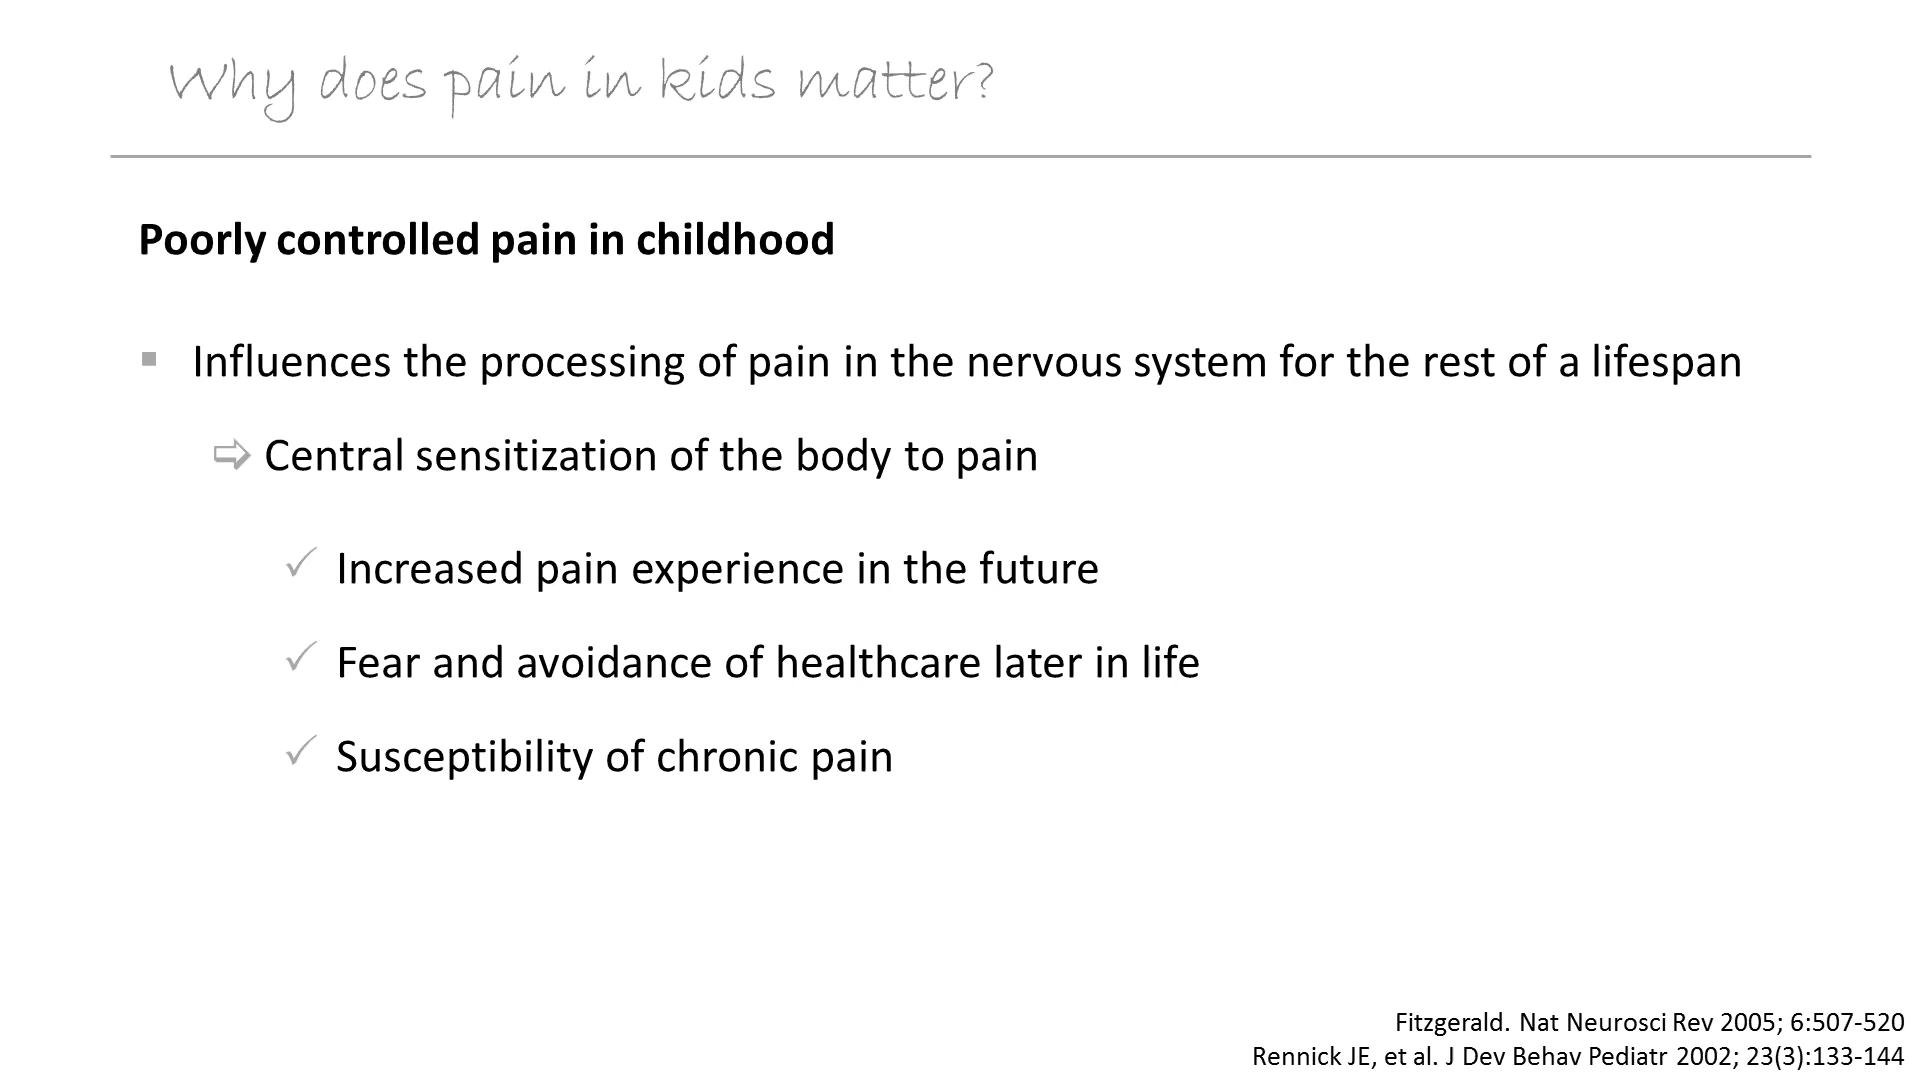 Why does pain in kids matter?
Poorly controlled pain in childhood
Influences the processing of pain in the nervous system for the rest of a lifespan
Central sensitization of the body to pain
Increased pain experience in the future
Fear and avoidance of healthcare later in life
Susceptibility of chronic pain
Fitzgerald. Nat Neurosci Rev 2005; 6:507-520
Rennick JE, et al. J Dev Behav Pediatr 2002; 23(3):133-144